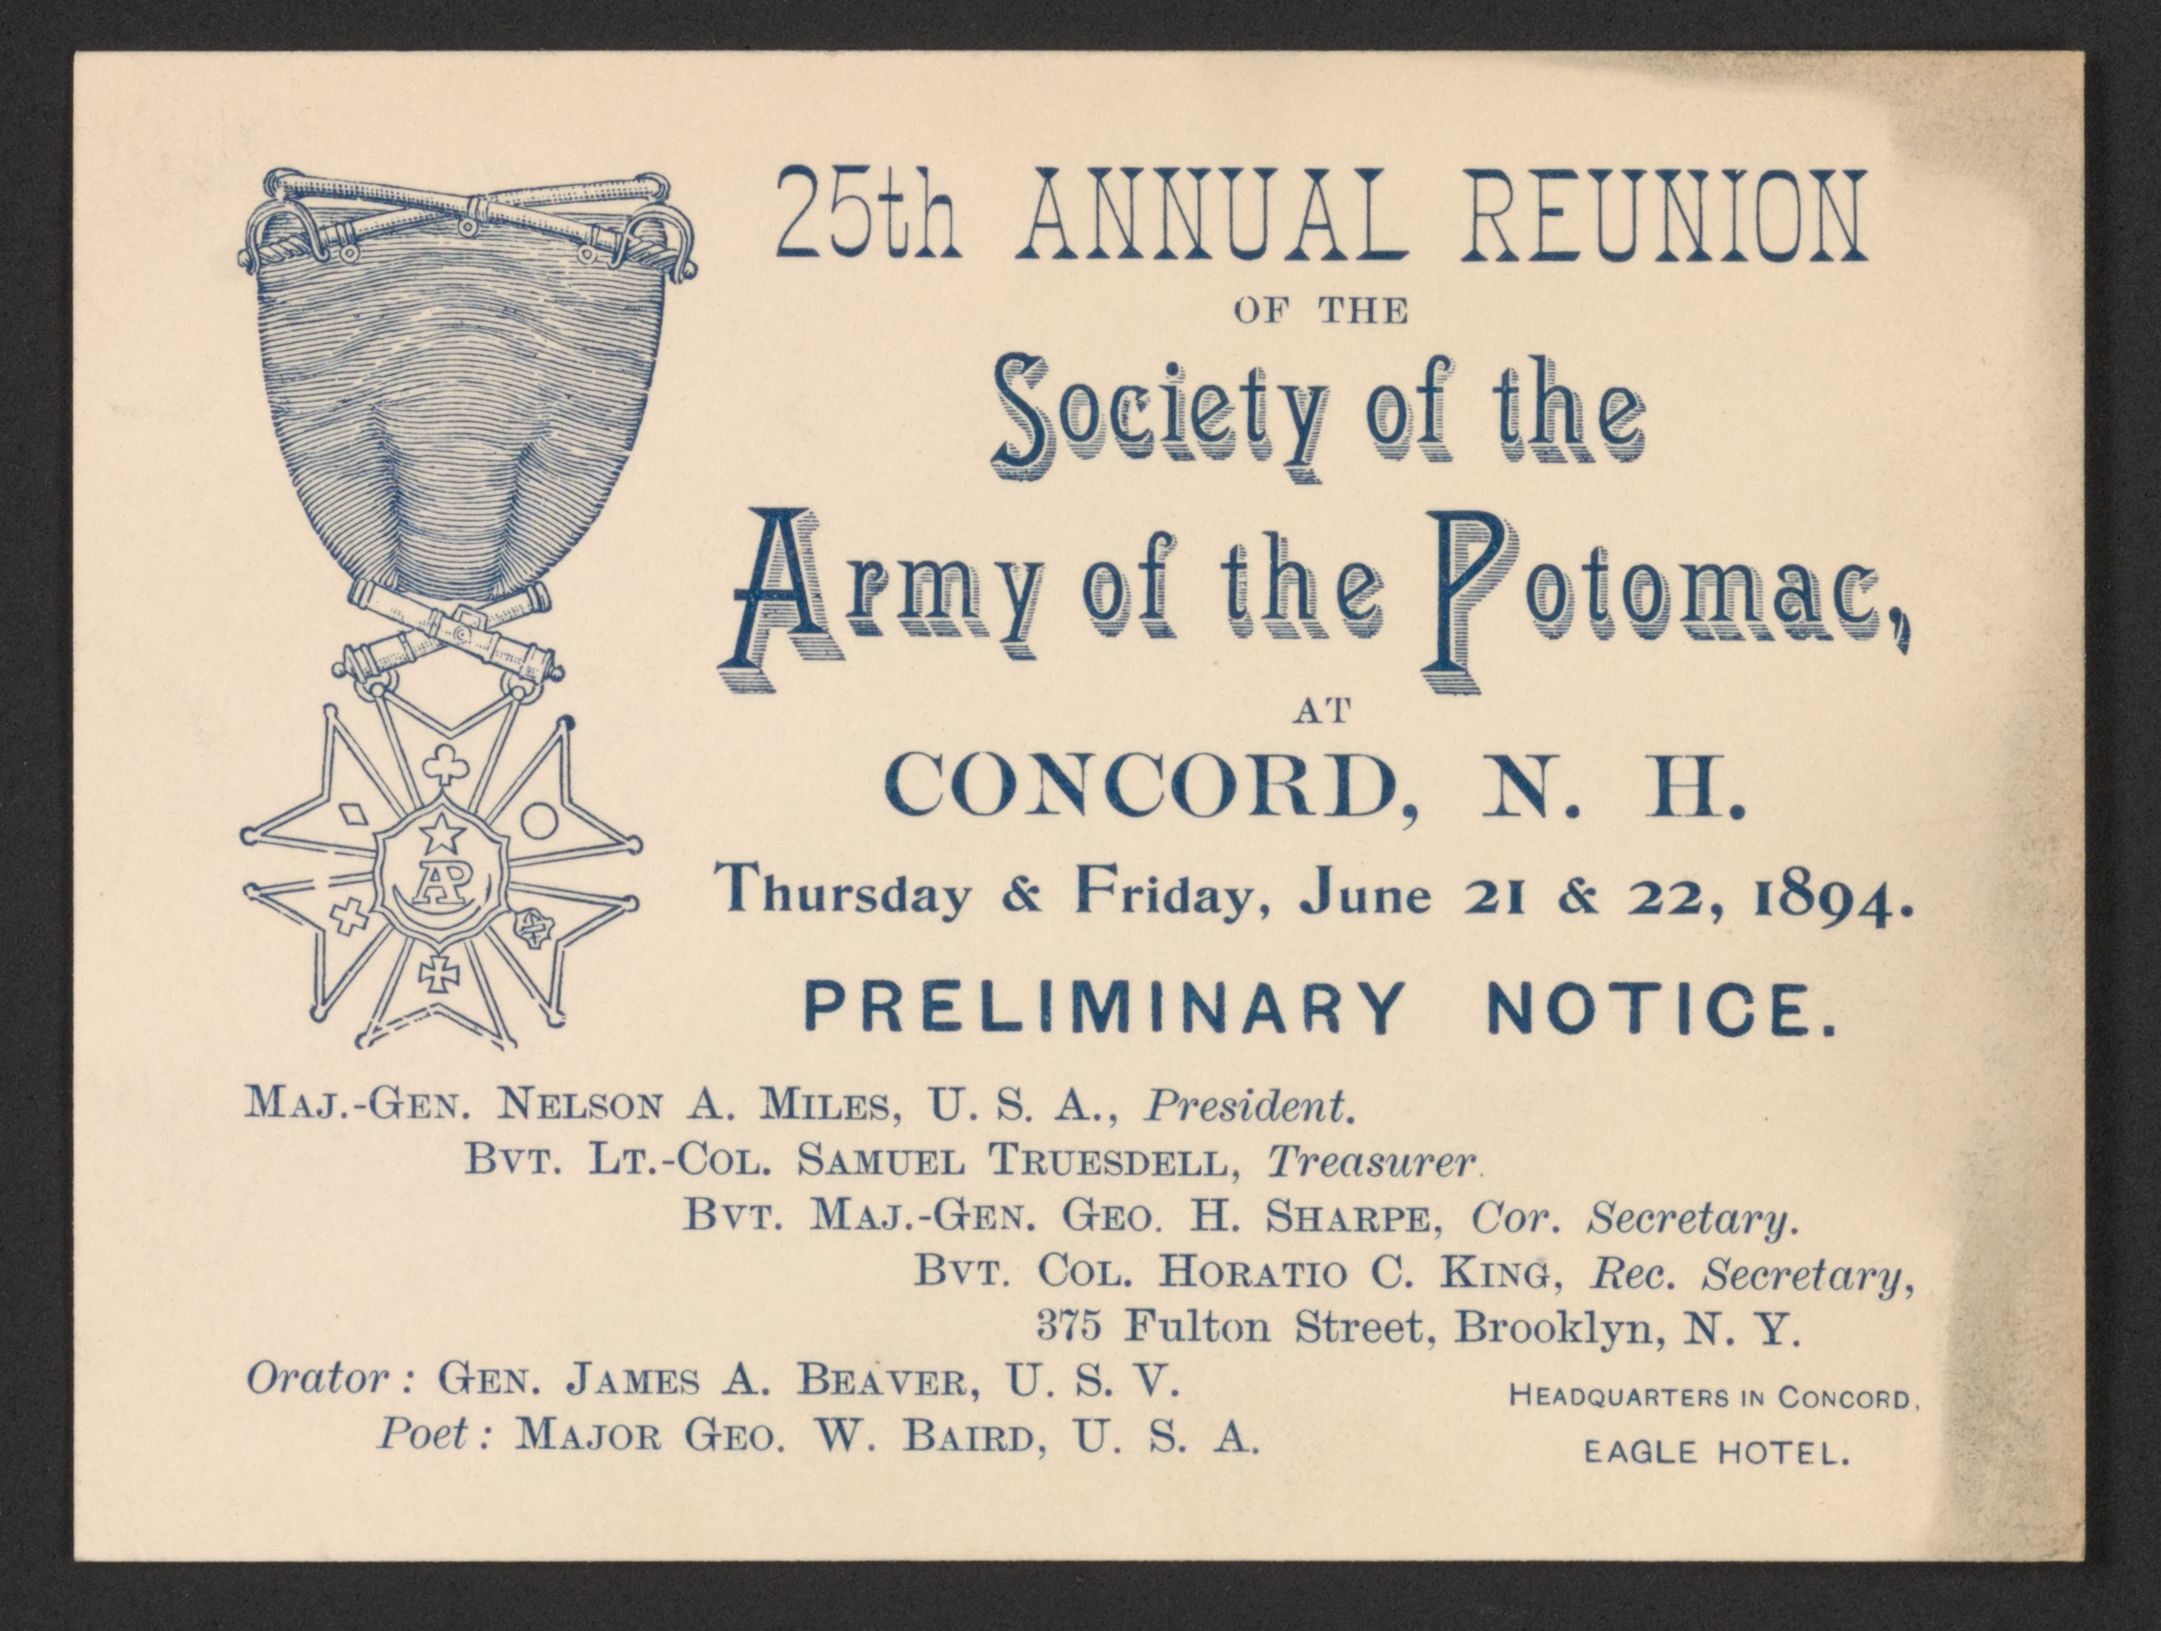 25th ANNUAL REUNION
OF THE
Society of the
Army of the Potomac,
AT
CONCORD, N. H.
Thursday & Friday, June 21 & 22, 1894.
PRELIMINARY NOTICE.
AP
MAJ.-GEN. NELSON A. MILES, U. S. A., President.
BVT. LT.-COL. SAMUEL TRUESDELL, Treasurer.
BVT. MAJ.-GEN. GEO. H. SHARPE, Cor. Secretary.
BVT. COL. HORATIO C. KING, Rec. Secretary,
375 Fulton Street, Brooklyn, N. Y.
Orator: GEN. JAMES A. BEAVER, U. S. V.
Poet: MAJOR GEO. W. BAIRD, U. S. A.
HEADQUARTERS IN CONCORD,
EAGLE HOTEL.